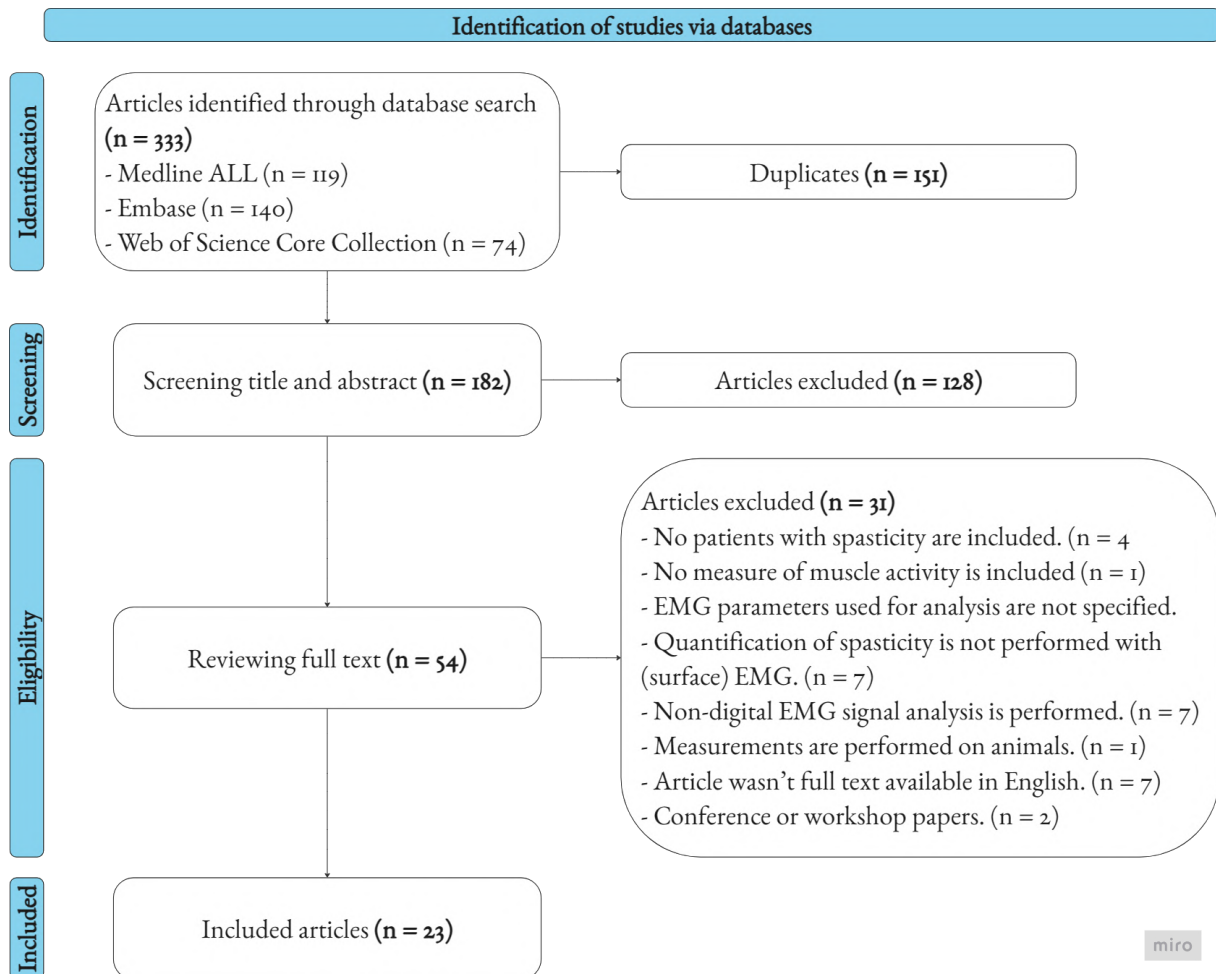 Identification of studies via databases
Identification
Articles identified through database search
(n = 333)
- Medline ALL (n = 119)
- Embase (n = 140)
- Web of Science Core Collection (n = 74)
Duplicates (n = 151)
Screening
Screening title and abstract (n = 182)
Articles excluded (n = 128)
Eligibility
Reviewing full text (n = 54)
Articles excluded (n = 31)
- No patients with spasticity are included. (n = 4
- No measure of muscle activity is included (n = 1)
- EMG parameters used for analysis are not specified.
- Quantification of spasticity is not performed with
(surface) EMG. (n = 7)
- Non-digital EMG signal analysis is performed. (n = 7)
- Measurements are performed on animals. (n = 1)
- Article wasn't full text available in English. (n = 7)
- Conference or workshop papers. (n = 2)
Included
Included articles (n = 23)
miro